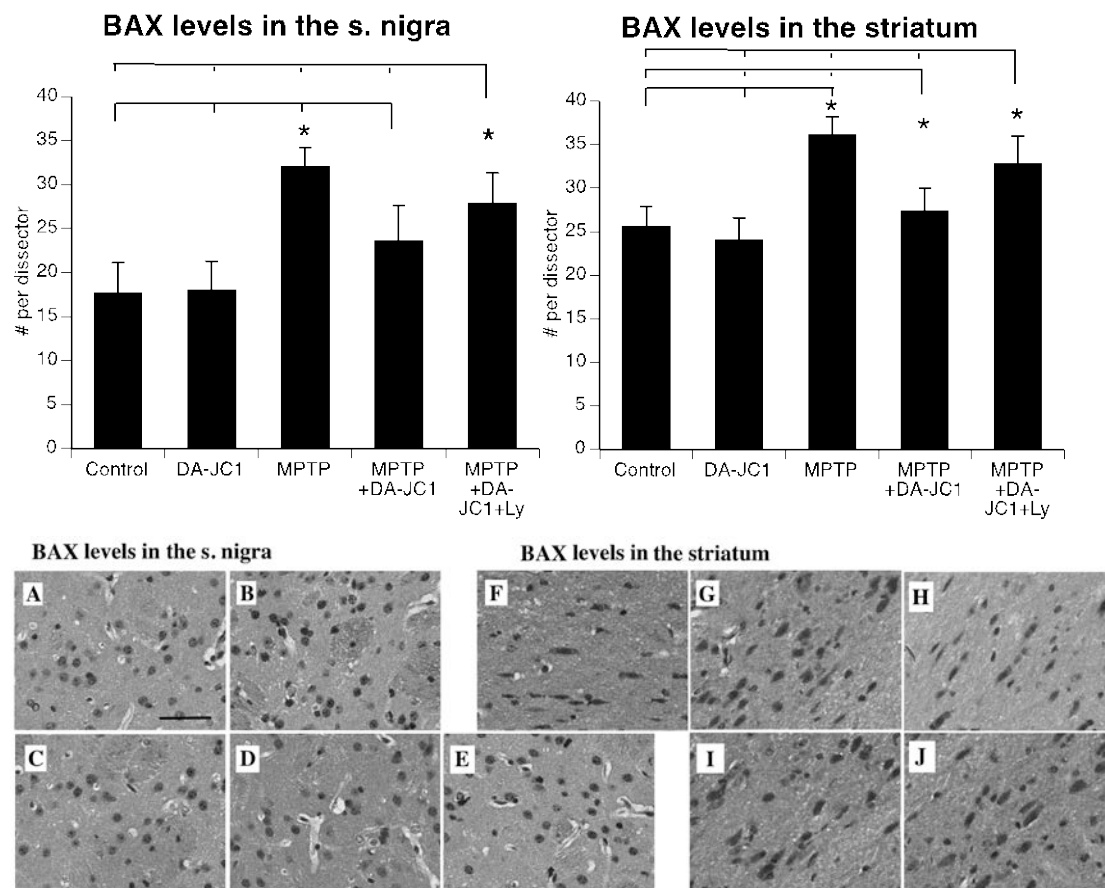 BAX levels in the s. nigra
40
35
30
25
20
15
10
5
0
# per dissector
*
*
Control
DA-JC1
MPTP
MPTP
+DA-JC1
MPTP
+DA-
JC1+Ly
BAX levels in the striatum
40
35
30
25
20
15
10
5
0
# per dissector
*
*
*
Control
DA-JC1
MPTP
MPTP
+DA-JC1
MPTP
+DA-
JC1+Ly
BAX levels in the s. nigra
A
B
C
D
E
BAX levels in the striatum
F
G
H
I
J